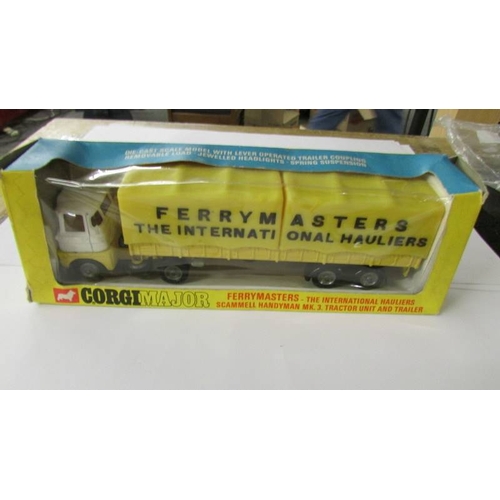 DIE-CAST SCALE MODEL WITH LEVER OPERATED TRAILER COUPLING
REMOVABLE LOAD · JEWELLED HEADLIGHTS · SPRING SUSPENSION
FERRYMASTERS
THE INTERNATIONAL HAULIERS
CORGI MAJOR
FERRYMASTERS - THE INTERNATIONAL HAULIERS
SCAMMELL HANDYMAN MK. 3. TRACTOR UNIT AND TRAILER